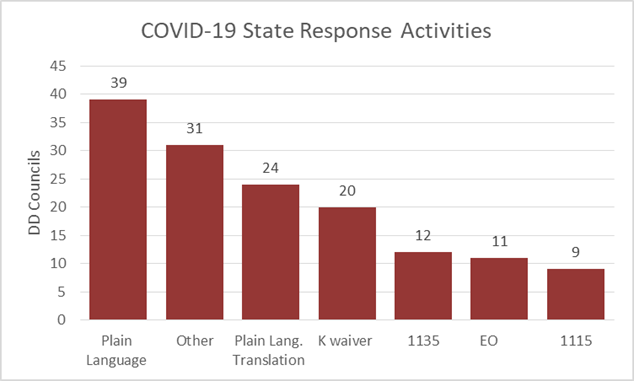 COVID-19 State Response Activities
DD Councils
45
40
35
30
25
20
15
10
5
0
39
31
24
20
12
11
9
Plain
Language
Other
Plain Lang.
Translation
K waiver
1135
EO
1115